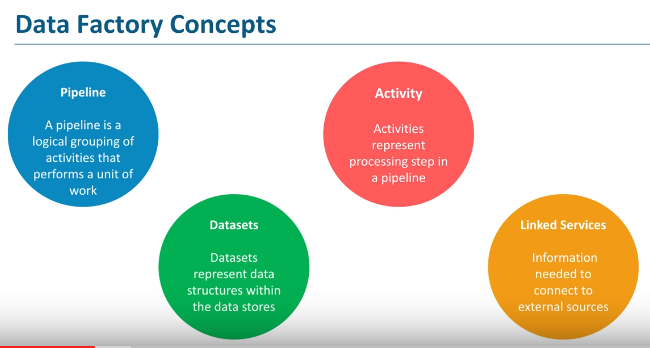 Data Factory Concepts
Pipeline
A pipeline is a
logical grouping of
activities that
performs a unit of
work
Activity
Activities
represent
processing step in
a pipeline
Datasets
Datasets
represent data
structures within
the data stores
Linked Services
Information
needed to
connect to
external sources